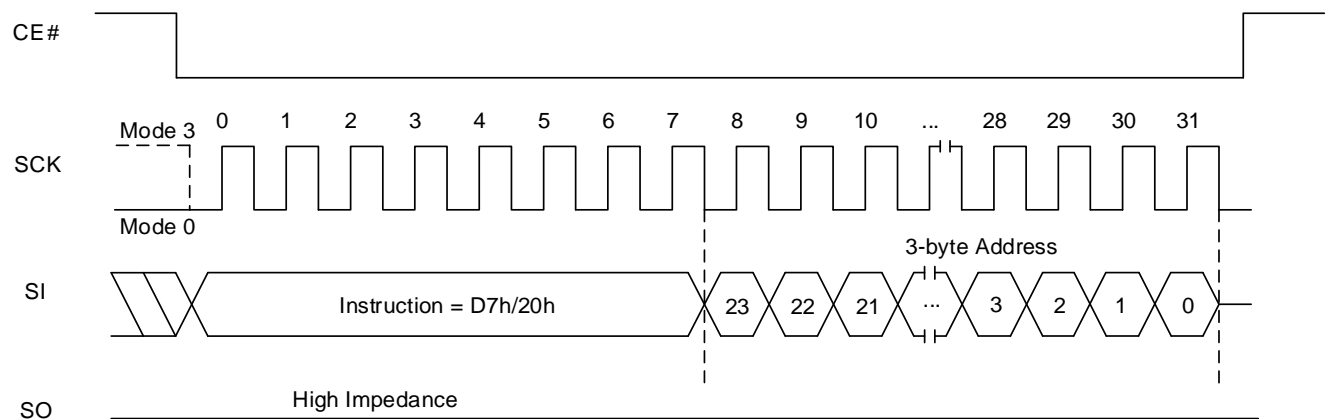 CE#
Mode 3
0 1 2 3 4 5 6 7 8 9 10 ... 28 29 30 31
SCK
Mode 0
3-byte Address
SI
Instruction = D7h/20h 23 22 21 ... 3 2 1 0
High Impedance
SO